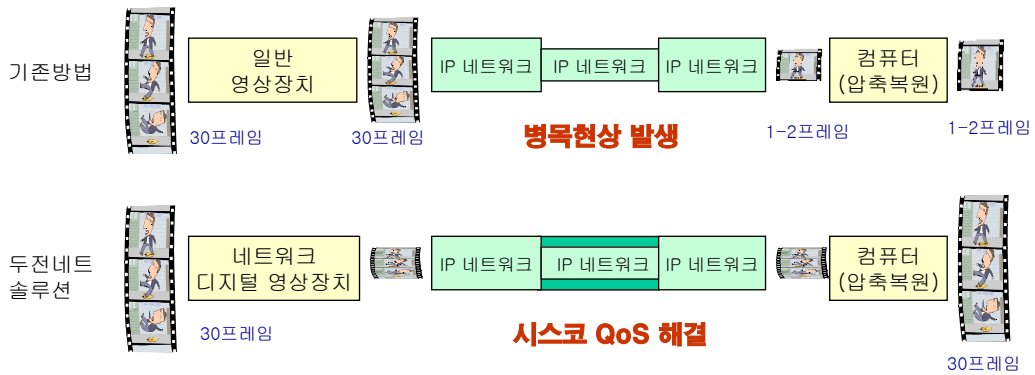 기존방법
일반
영상장치
IP 네트워크
IP 네트워크
IP 네트워크
컴퓨터
(압축복원)
30프레임
30프레임
병목현상 발생
1-2프레임
1-2프레임
두전네트
솔루션
네트워크
디지털 영상장치
IP 네트워크
IP 네트워크
IP 네트워크
컴퓨터
(압축복원)
30프레임
시스코 QoS 해결
30프레임